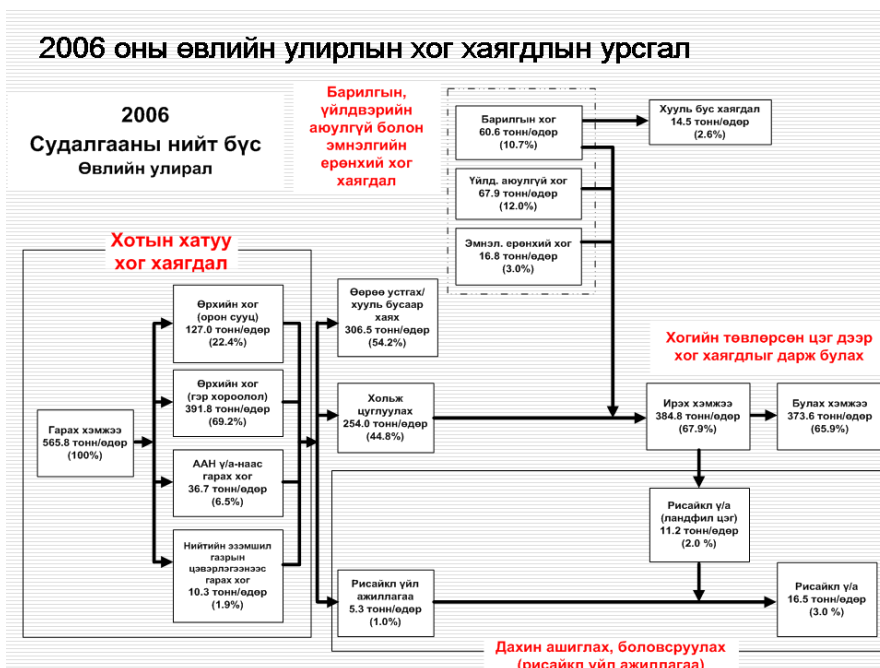 2006 оны өвлийн улирлын хог хаягдлын урсгал
2006
Судалгааны нийт бүс
Өвлийн улирал
Барилгын,
үйлдвэрийн
аюулгүй болон
эмнэлгийн
ерөнхий хог
хаягдал
Барилгын хог
60.6 тонн/өдөр
(10.7%)
Хууль бус хаягдал
14.5 тонн/өдөр
(2.6%)
Үйлд. аюулгүй хог
67.9 тонн/өдөр
(12.0%)
Эмнэл. ерөнхий хог
16.8 тонн/өдөр
(3.0%)
Хотын хатуу
хог хаягдал
Гарах хэмжээ
565.8 тонн/өдөр
(100%)
Өрхийн хог
(орон сууц)
127.0 тонн/өдөр
(22.4%)
Өрхийн хог
(гэр хороолол)
391.8 тонн/өдөр
(69.2%)
ААН ү/а-наас
гарах хог
36.7 тонн/өдөр
(6.5%)
Нийтийн эзэмшил
газрын
цэвэрлэгээнээс
гарах хог
10.3 тонн/өдөр
(1.9%)
Өөрөө устгах/
хууль бусаар
хаях
306.5 тонн/өдөр
(54.2%)
Хольж
цуглуулах
254.0 тонн/өдөр
(44.8%)
Рисайкл үйл
ажиллагаа
5.3 тонн/өдөр
(1.0%)
Хогийн төвлөрсөн цэг дээр
хог хаягдлыг дарж булах
Ирэх хэмжээ
384.8 тонн/өдөр
(67.9%)
Булах хэмжээ
373.6 тонн/өдөр
(65.9%)
Рисайкл ү/а
(ландфил цэг)
11.2 тонн/өдөр
(2.0 %)
Рисайкл ү/а
16.5 тонн/өдөр
(3.0 %)
Дахин ашиглах, боловсруулах
(рисайкл үйл ажиллагаа)